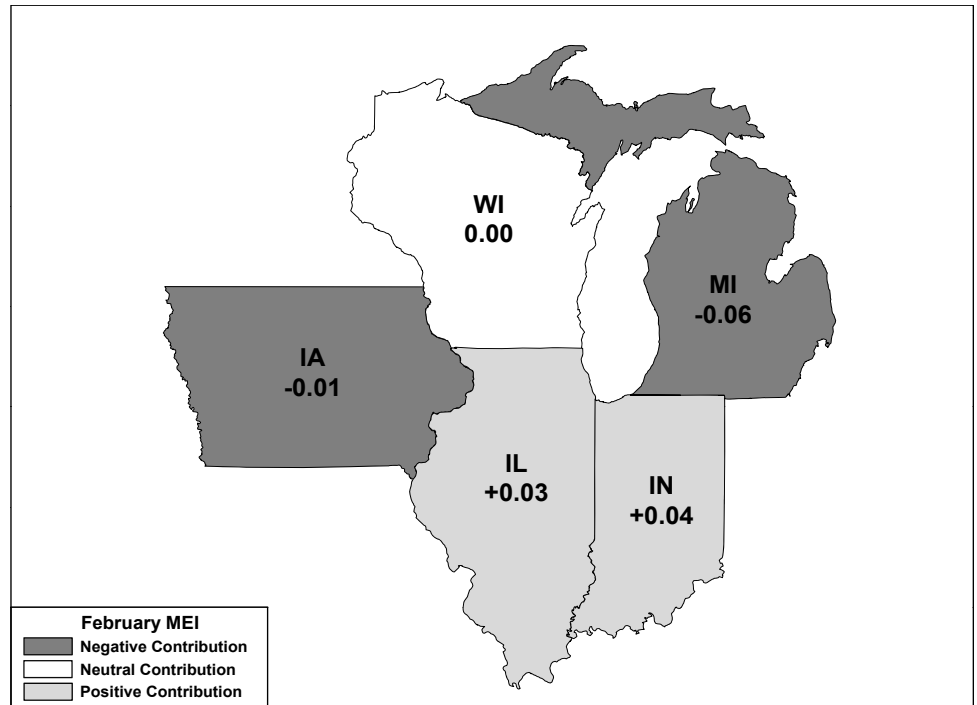 WI
0.00
MI
-0.06
IA
-0.01
IL
+0.03
IN
+0.04
February MEI
Negative Contribution
Neutral Contribution
Positive Contribution